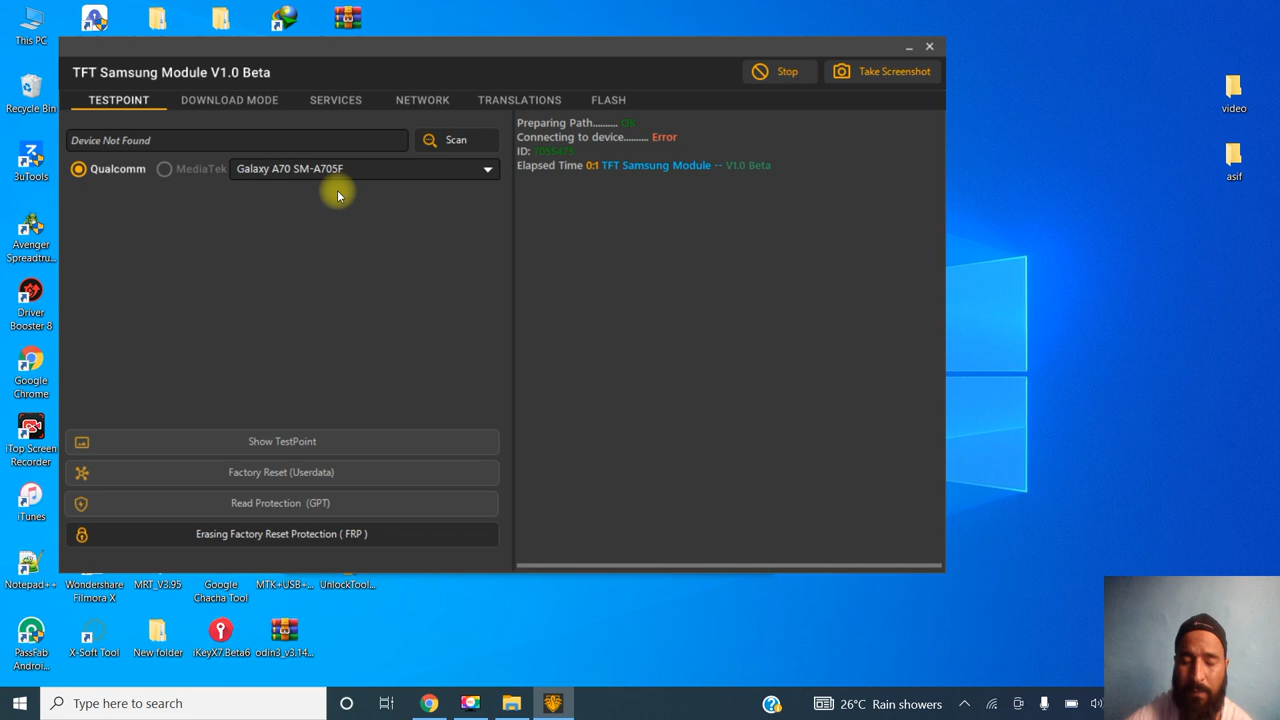 This PC
Recycle Bin
3uTools
Avenger
Spreadtru...
Driver
Booster 8
Google
Chrome
iTop Screen
Recorder
iTunes
Notepad++
Wondershare
Filmora X
MRT_V3.95
Google
Chacha Tool
MTK+USB+...
UnlockTool...
PassFab
Androi...
X-Soft Tool
New folder
iKeyX7.Beta6
odin3_v3.14...
video
asif
TFT Samsung Module V1.0 Beta
Stop
Take Screenshot
TESTPOINT
DOWNLOAD MODE
SERVICES
NETWORK
TRANSLATIONS
FLASH
Device Not Found
Scan
Qualcomm
MediaTek
Galaxy A70 SM-A705F
Show TestPoint
Factory Reset (Userdata)
Read Protection (GPT)
Erasing Factory Reset Protection ( FRP )
Preparing Path.......... OK
Connecting to device.......... Error
ID:
Elapsed Time 0:1 TFT Samsung Module -- V1.0 Beta
Type here to search
26°C Rain showers